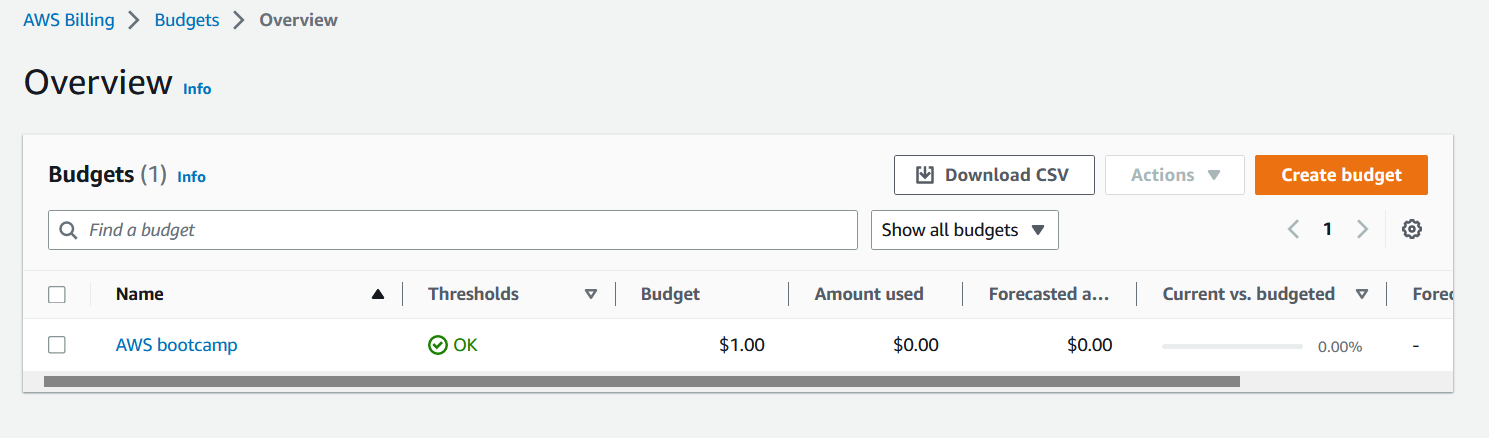 AWS Billing > Budgets > Overview
Overview Info
Budgets (1) Info
Download CSV
Actions
Create budget
Find a budget
Show all budgets
1
Name Thresholds Budget Amount used Forecasted a... Current vs. budgeted Forec
AWS bootcamp OK $1.00 $0.00 $0.00 0.00% -